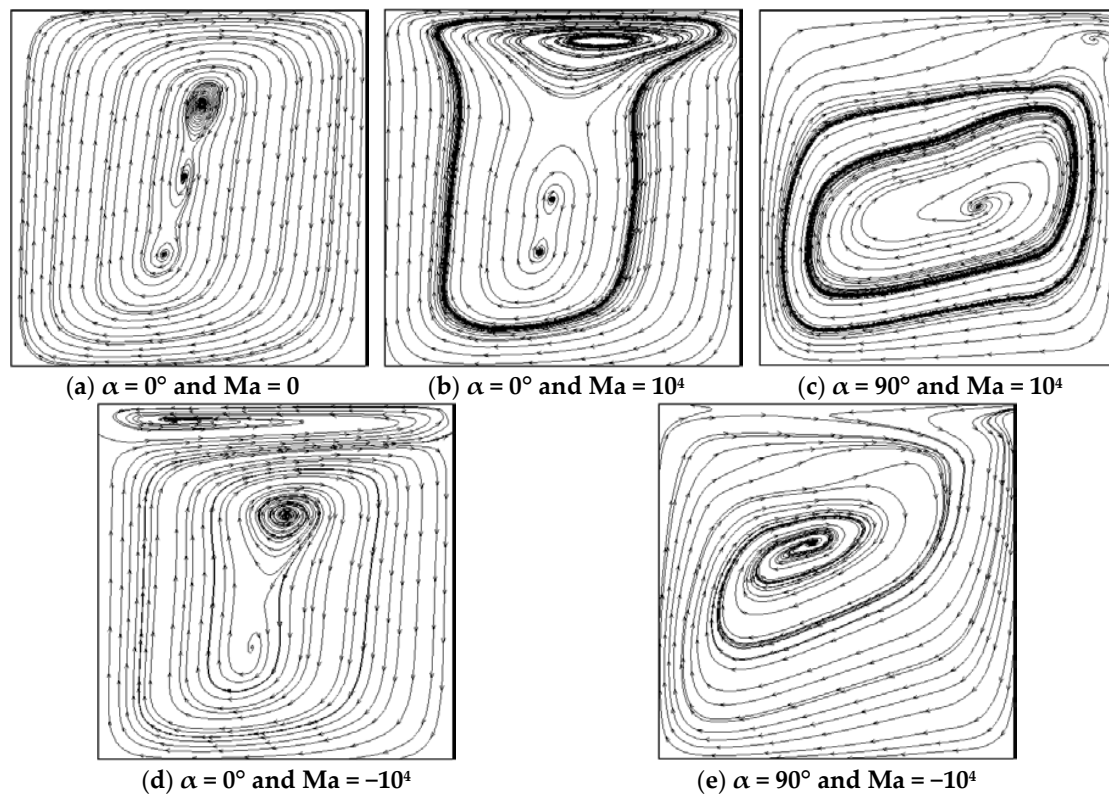 (a) α = 0° and Ma = 0
(b) α = 0° and Ma = 10⁴
(c) α = 90° and Ma = 10⁴
(d) α = 0° and Ma = –10⁴
(e) α = 90° and Ma = –10⁴